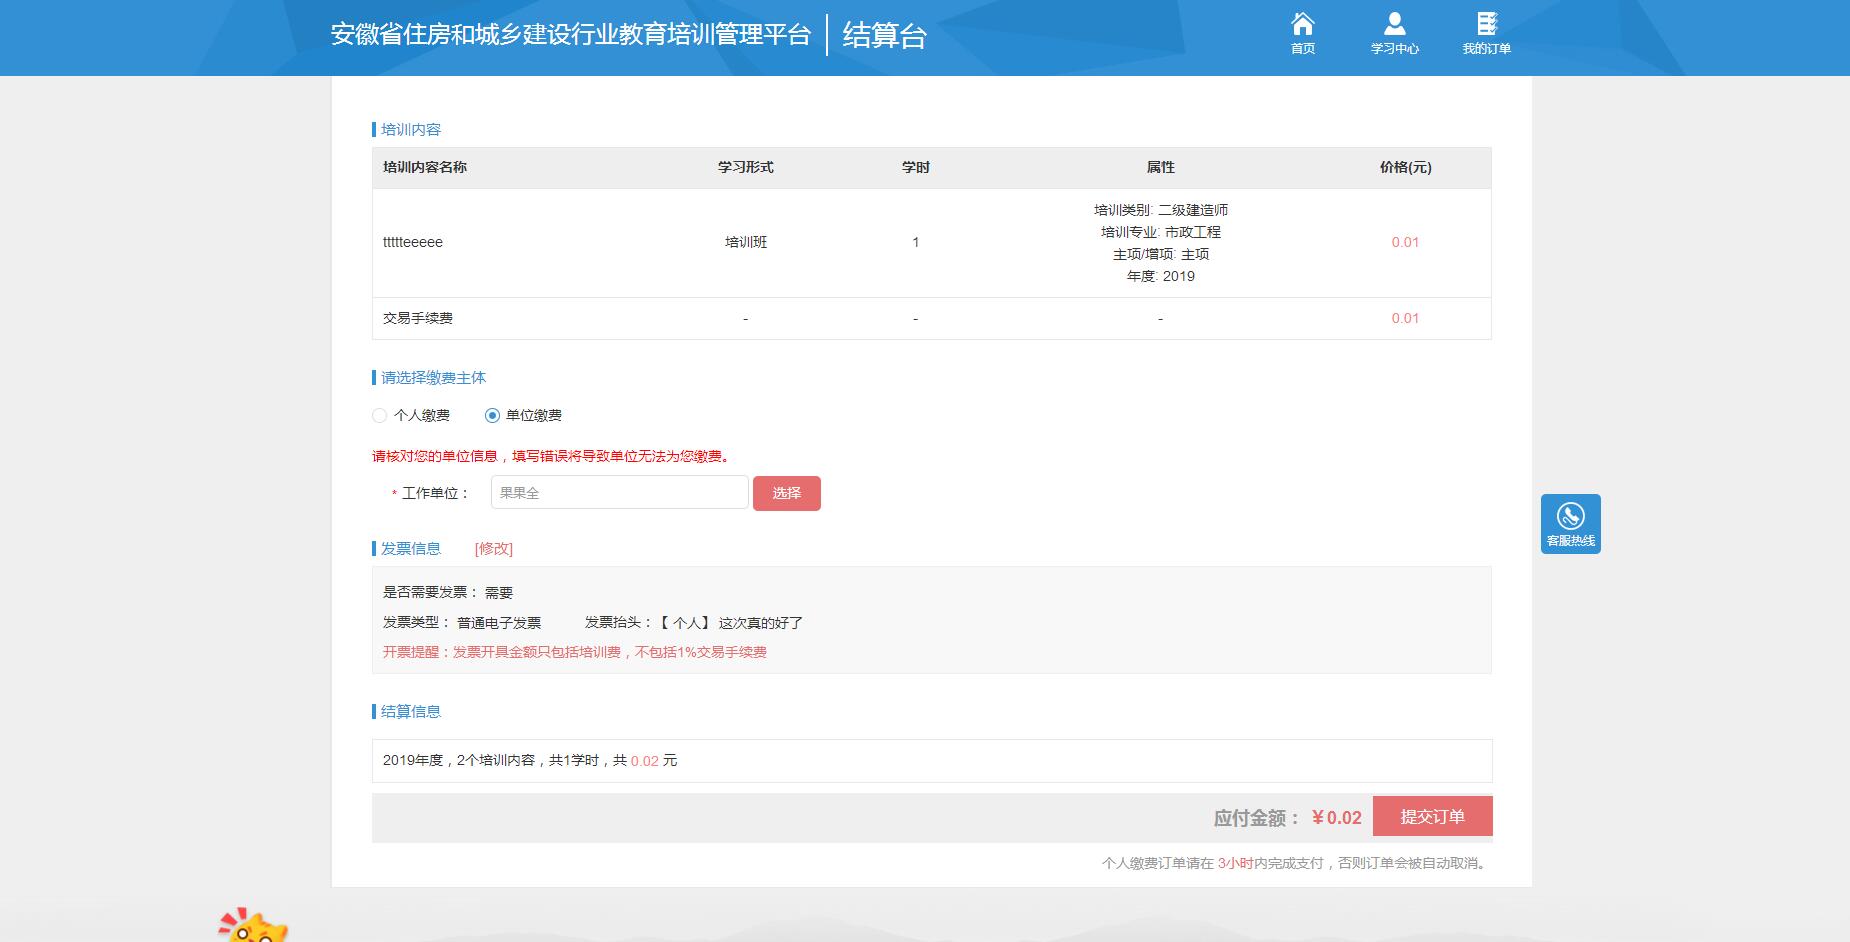 安徽省住房和城乡建设行业教育培训管理平台 结算台
首页 学习中心 我的订单
培训内容
培训内容名称 学习形式 学时 属性 价格(元)
培训类别: 二级建造师
培训专业: 市政工程
ttttteeeee 培训班 1 0.01
主项/增项: 主项
年度: 2019
交易手续费 - - - 0.01
请选择缴费主体
个人缴费 单位缴费
请核对您的单位信息，填写错误将导致单位无法为您缴费。
* 工作单位： 果果全 选择
客服热线
发票信息 [修改]
是否需要发票： 需要
发票类型： 普通电子发票 发票抬头：【 个人】 这次真的好了
开票提醒：发票开具金额只包括培训费，不包括1%交易手续费
结算信息
2019年度，2个培训内容，共1学时，共 0.02 元
应付金额： ¥0.02 提交订单
个人缴费订单请在 3小时内完成支付，否则订单会被自动取消。